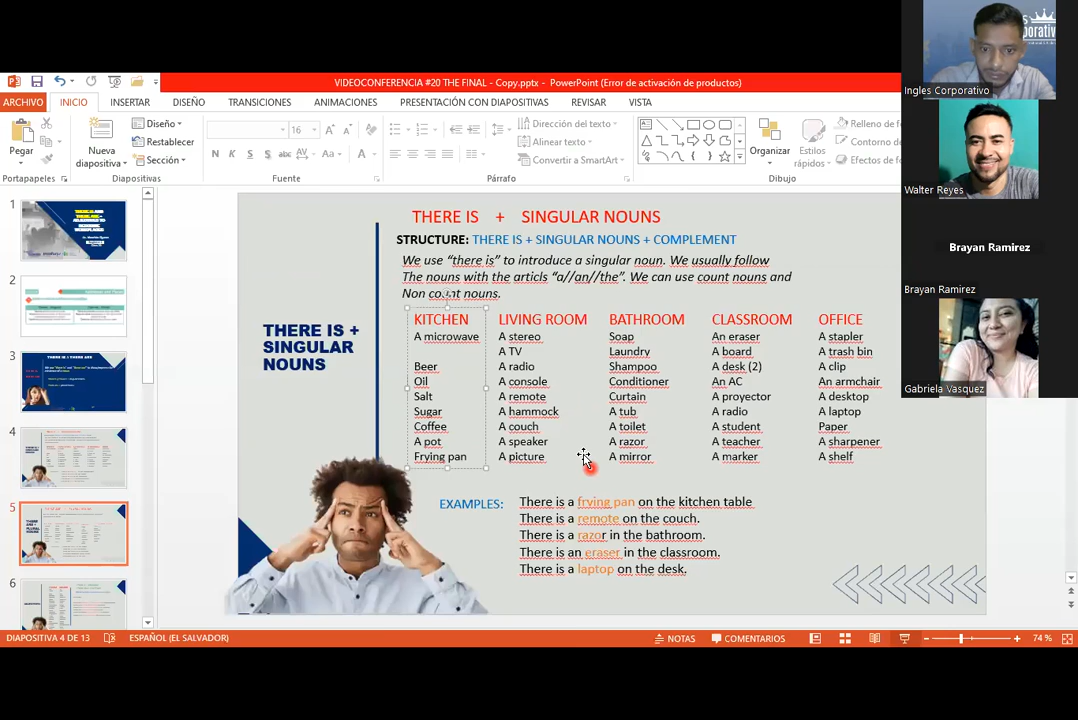 VIDEOCONFERENCIA #20 THE FINAL - Copy.pptx - PowerPoint (Error de activación de productos)
ARCHIVO INICIO INSERTAR DISEÑO TRANSICIONES ANIMACIONES PRESENTACIÓN CON DIAPOSITIVAS REVISAR VISTA
Pegar
Nueva diapositiva
Diseño
Restablecer
Sección
16
N K S abc AV Aa A
Dirección del texto
Alinear texto
Convertir a SmartArt
Organizar
Estilos rápidos
Relleno de f
Contorno d
Efectos de f
Portapapeles Diapositivas Fuente Párrafo Dibujo
1
2
3
4
5
6
THERE IS + SINGULAR NOUNS
STRUCTURE: THERE IS + SINGULAR NOUNS + COMPLEMENT
We use “there is” to introduce a singular noun. We usually follow
The nouns with the articls “a//an//the”. We can use count nouns and
Non count nouns.
THERE IS +
SINGULAR
NOUNS
KITCHEN
A microwave
Beer
Oil
Salt
Sugar
Coffee
A pot
Frying pan
LIVING ROOM
A stereo
A TV
A radio
A console
A remote
A hammock
A couch
A speaker
A picture
BATHROOM
Soap
Laundry
Shampoo
Conditioner
Curtain
A tub
A toilet
A razor
A mirror
CLASSROOM
An eraser
A board
A desk (2)
An AC
A proyector
A radio
A student
A teacher
A marker
OFFICE
A stapler
A trash bin
A clip
An armchair
A desktop
A laptop
Paper
A sharpener
A shelf
EXAMPLES:
There is a frying pan on the kitchen table
There is a remote on the couch.
There is a razor in the bathroom.
There is an eraser in the classroom.
There is a laptop on the desk.
DIAPOSITIVA 4 DE 13 ESPAÑOL (EL SALVADOR) NOTAS COMENTARIOS 74 %
Ingles Corporativo
Walter Reyes
Brayan Ramirez
Brayan Ramirez
Gabriela Vasquez